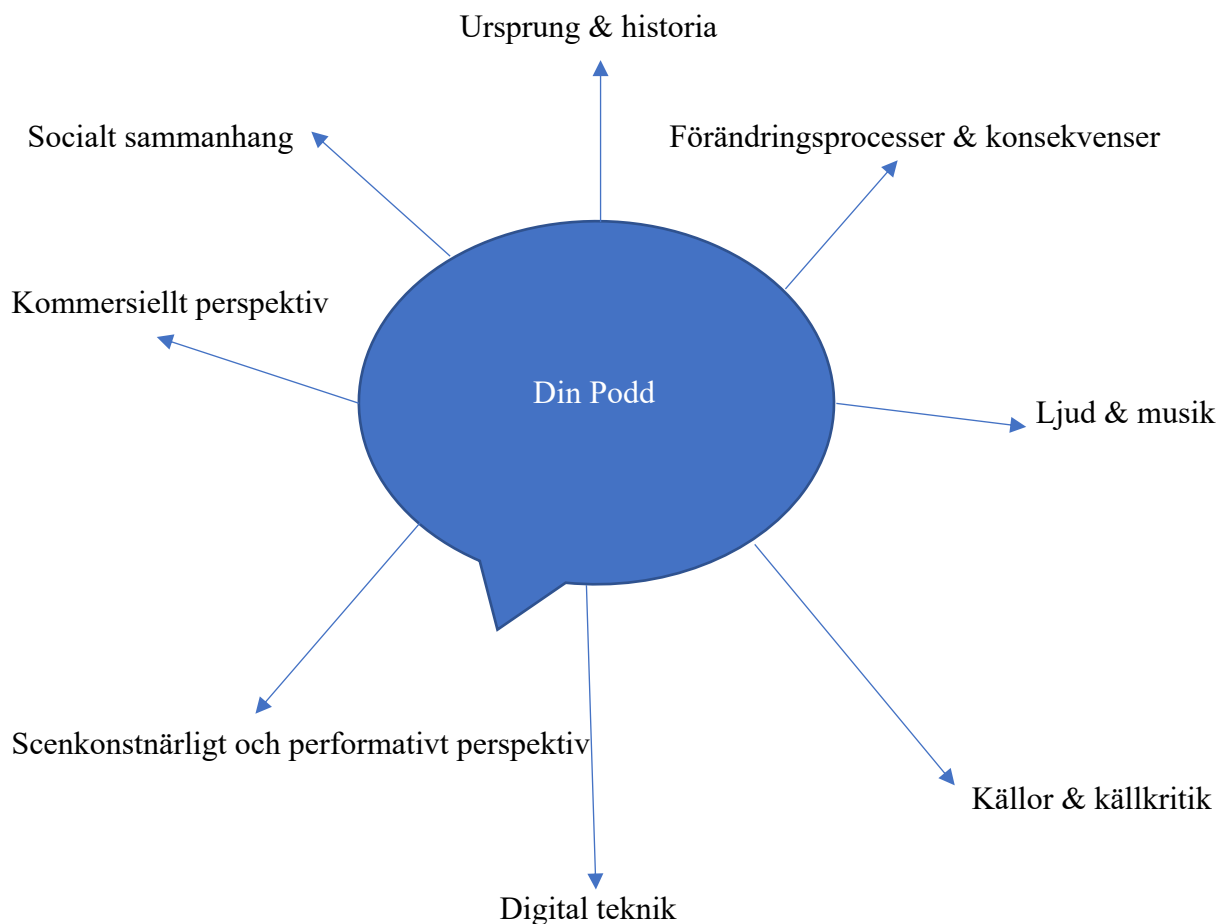 Ursprung & historia
Socialt sammanhang
Förändringsprocesser & konsekvenser
Kommersiellt perspektiv
Din Podd
Ljud & musik
Scenkonstnärligt och performativt perspektiv
Källor & källkritik
Digital teknik